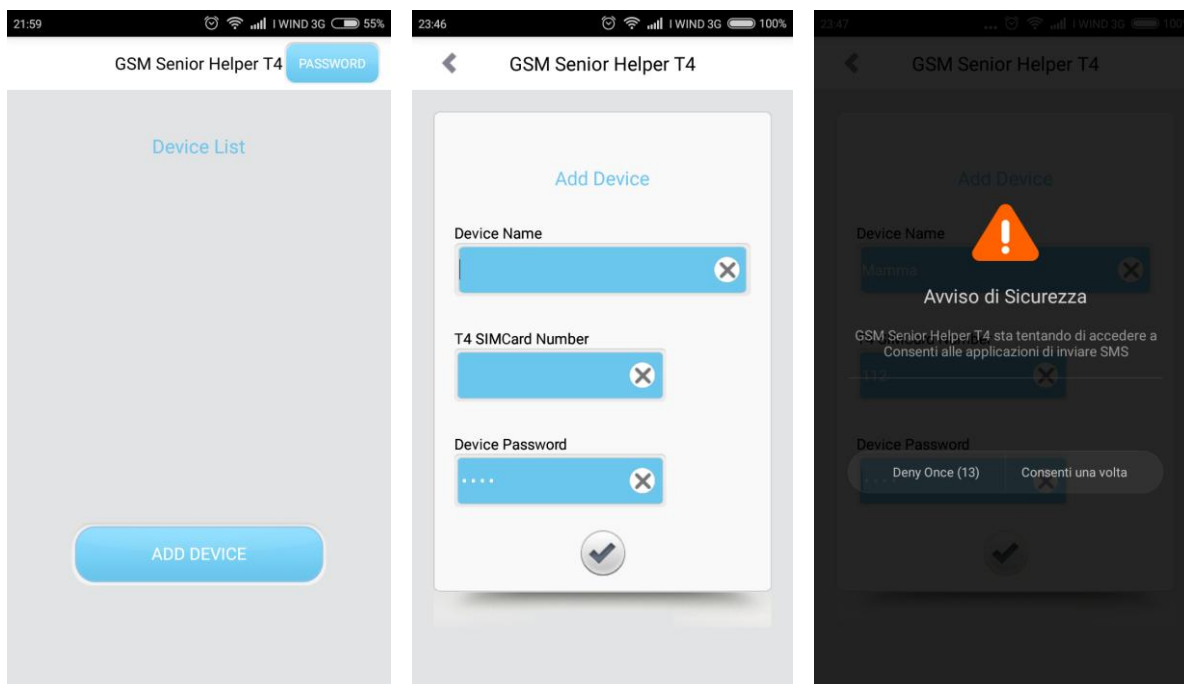 21:59
I WIND 3G 55%
GSM Senior Helper T4
PASSWORD
Device List
ADD DEVICE
23:46
I WIND 3G 100%
GSM Senior Helper T4
Add Device
Device Name
T4 SIMCard Number
Device Password
23:47
... I WIND 3G 100
GSM Senior Helper T4
Add Device
Device Name
Mamma
Avviso di Sicurezza
GSM Senior Helper T4 sta tentando di accedere a
Consenti alle applicazioni di inviare SMS
112
Device Password
Deny Once (13)
Consenti una volta